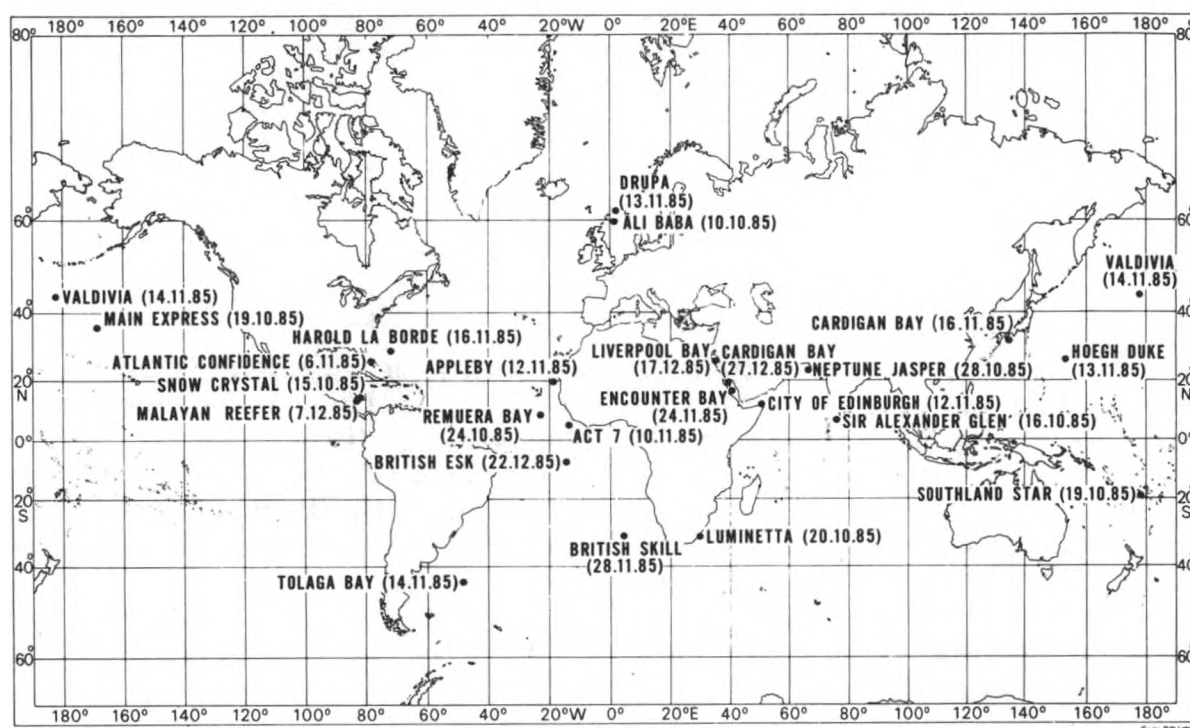 180° 160° 140° 120° 100° 80° 60° 40° 20° 0° 20° 40° 60° 80° 100° 120° 140° 160° 180°
80° 80°
DRUPA
(13.11.85)
60° ALI BABA (10.10.85) 60°
VALDIVIA
(14.11.85)
VALDIVIA (14.11.85)
MAIN EXPRESS (19.10.85)
CARDIGAN BAY (16.11.85)
40° 40°
HAROLD LA BORDE (16.11.85)
LIVERPOOL BAY
(17.12.85)
CARDIGAN BAY
(27.12.85)
HOEGH DUKE
(13.11.85)
ATLANTIC CONFIDENCE (6.11.85)
APPLEBY (12.11.85)
NEPTUNE JASPER (28.10.85)
20° 20°
N N
SNOW CRYSTAL (15.10.85)
ENCOUNTER BAY
(24.11.85)
CITY OF EDINBURGH (12.11.85)
MALAYAN REEFER (7.12.85)
REMUERA BAY
(24.10.85)
SIR ALEXANDER GLEN (16.10.85)
ACT 7 (10.11.85)
0° 0°
BRITISH ESK (22.12.85)
SOUTHLAND STAR (19.10.85)
20° 20°
S S
BRITISH SKILL
(28.11.85)
LUMINETTA (20.10.85)
40° 40°
TOLAGA BAY (14.11.85)
60° 60°
180° 160° 140° 120° 100° 80° 60° 40° 20°W 0° 20°E 40° 60° 80° 100° 120° 140° 160° 180°